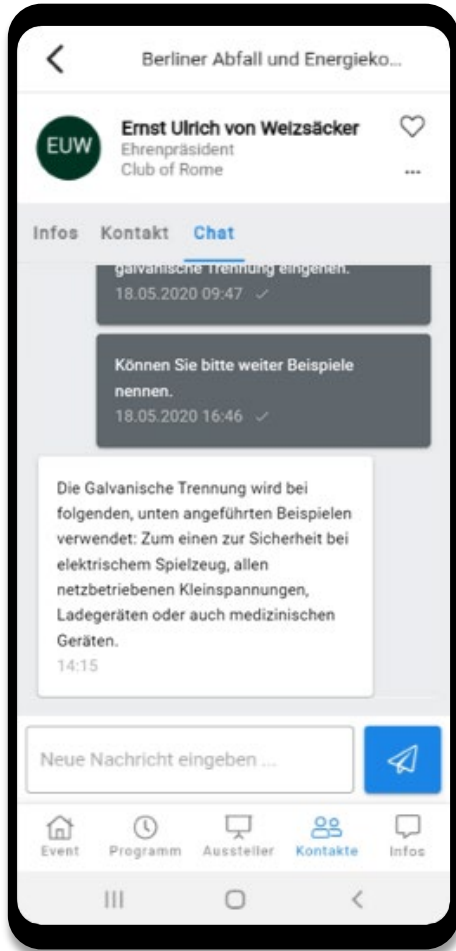 Berliner Abfall und Energieko...
EUW
Ernst Ulrich von Weizsäcker
Ehrenpräsident
Club of Rome
...
Infos Kontakt Chat
galvanische Trennung eingehen.
18.05.2020 09:47
Können Sie bitte weiter Beispiele
nennen.
18.05.2020 16:46
Die Galvanische Trennung wird bei
folgenden, unten angeführten Beispielen
verwendet: Zum einen zur Sicherheit bei
elektrischem Spielzeug, allen
netzbetriebenen Kleinspannungen,
Ladegeräten oder auch medizinischen
Geräten.
14:15
Neue Nachricht eingeben ...
Event Programm Aussteller Kontakte Infos